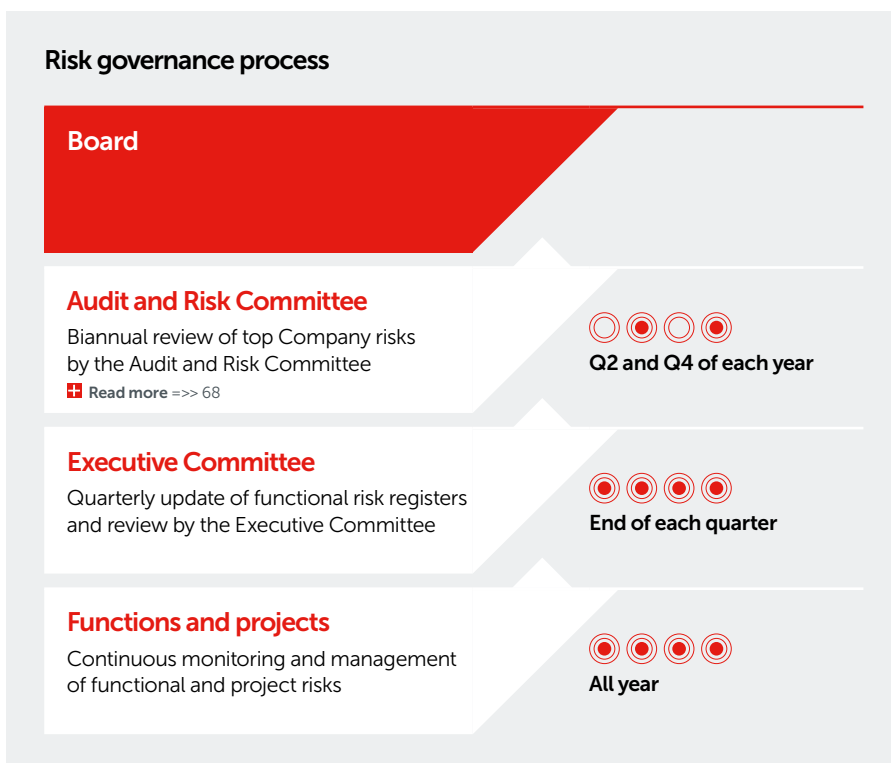 Risk governance process
Board
Audit and Risk Committee
Biannual review of top Company risks
by the Audit and Risk Committee
Read more =>> 68
Q2 and Q4 of each year
Executive Committee
Quarterly update of functional risk registers
and review by the Executive Committee
End of each quarter
Functions and projects
Continuous monitoring and management
of functional and project risks
All year